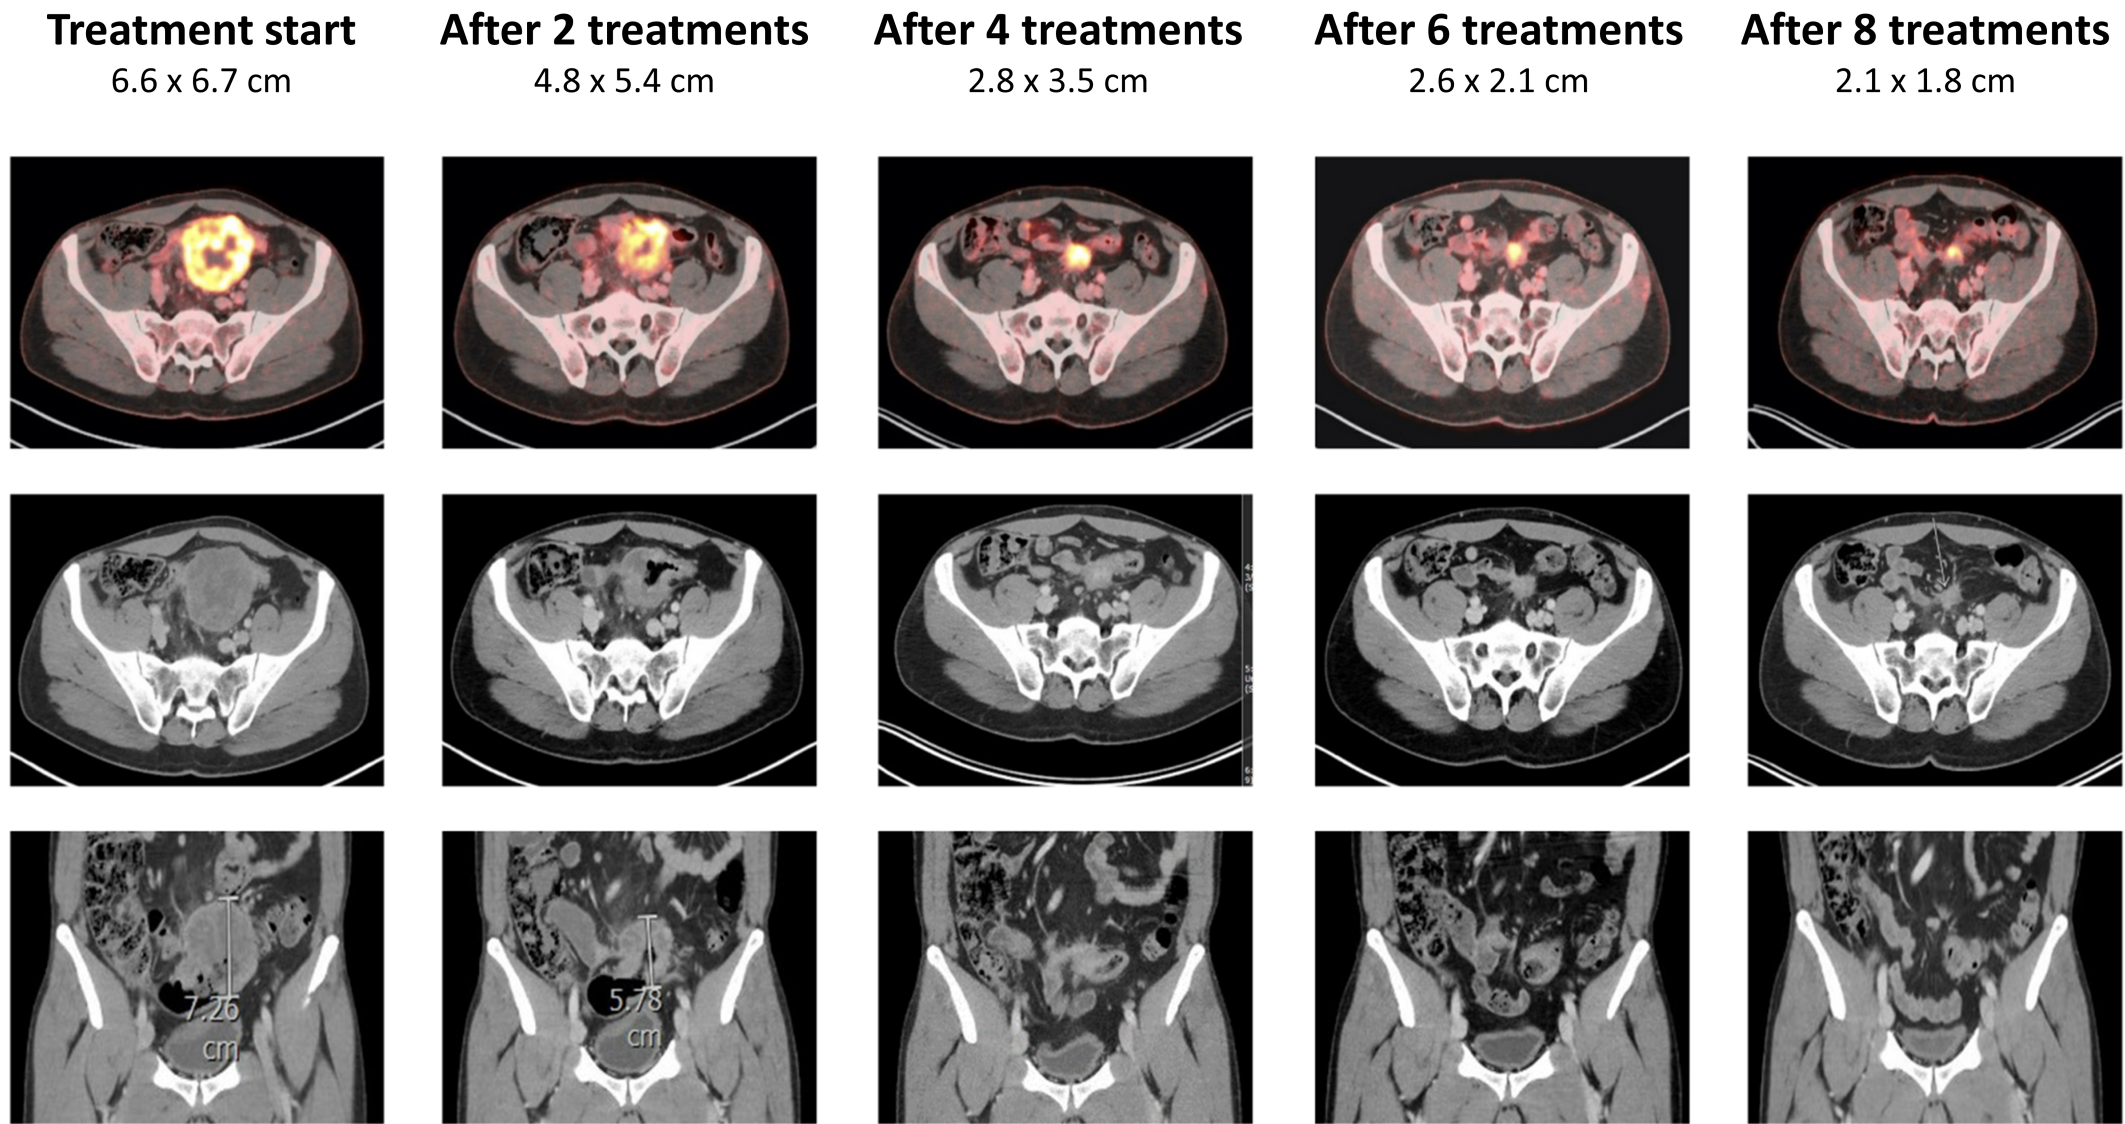 Treatment start
6.6 x 6.7 cm
After 2 treatments
4.8 x 5.4 cm
After 4 treatments
2.8 x 3.5 cm
After 6 treatments
2.6 x 2.1 cm
After 8 treatments
2.1 x 1.8 cm
7.26
cm
5.78
cm